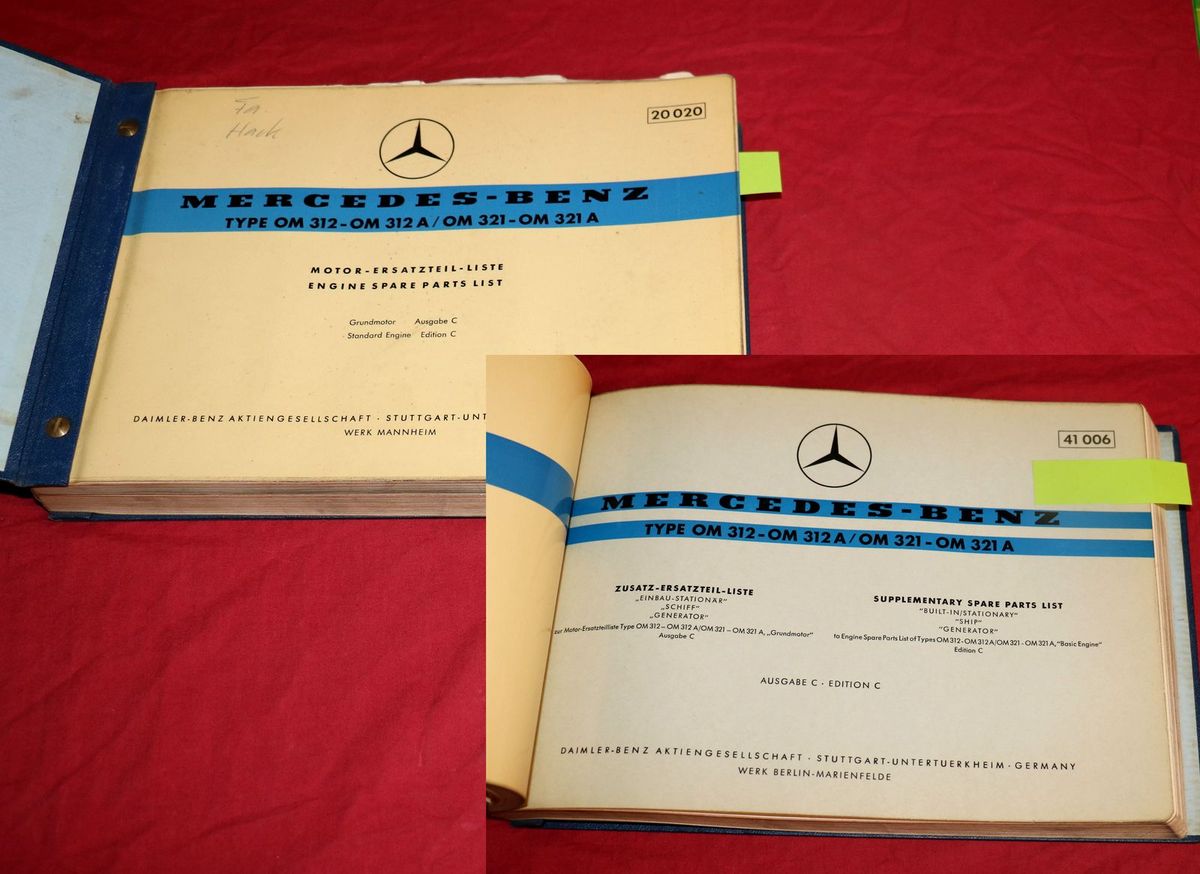 Fa.
Hack
20 020
MERCEDES-BENZ
TYPE OM 312-OM 312 A/OM 321-OM 321 A
MOTOR-ERSATZTEIL-LISTE
ENGINE SPARE PARTS LIST
Grundmotor Ausgabe C
Standard Engine Edition C
DAIMLER-BENZ AKTIENGESELLSCHAFT · STUTTGART-UNT
WERK MANNHEIM
41 006
MERCEDES-BENZ
TYPE OM 312-OM 312 A/OM 321-OM 321 A
ZUSATZ-ERSATZTEIL-LISTE
„EINBAU-STATIONÄR"
„SCHIFF"
„GENERATOR"
zur Motor-Ersatzteilliste Type OM 312 – OM 312 A/OM 321 – OM 321 A, „Grundmotor"
Ausgabe C
SUPPLEMENTARY SPARE PARTS LIST
"BUILT-IN/STATIONARY"
"SHIP"
"GENERATOR"
to Engine Spare Parts List of Types OM 312-OM 312A/OM 321-OM 321A, "Basic Engine"
Edition C
AUSGABE C · EDITION C
DAIMLER-BENZ AKTIENGESELLSCHAFT · STUTTGART-UNTERTUERKHEIM · GERMANY
WERK BERLIN-MARIENFELDE